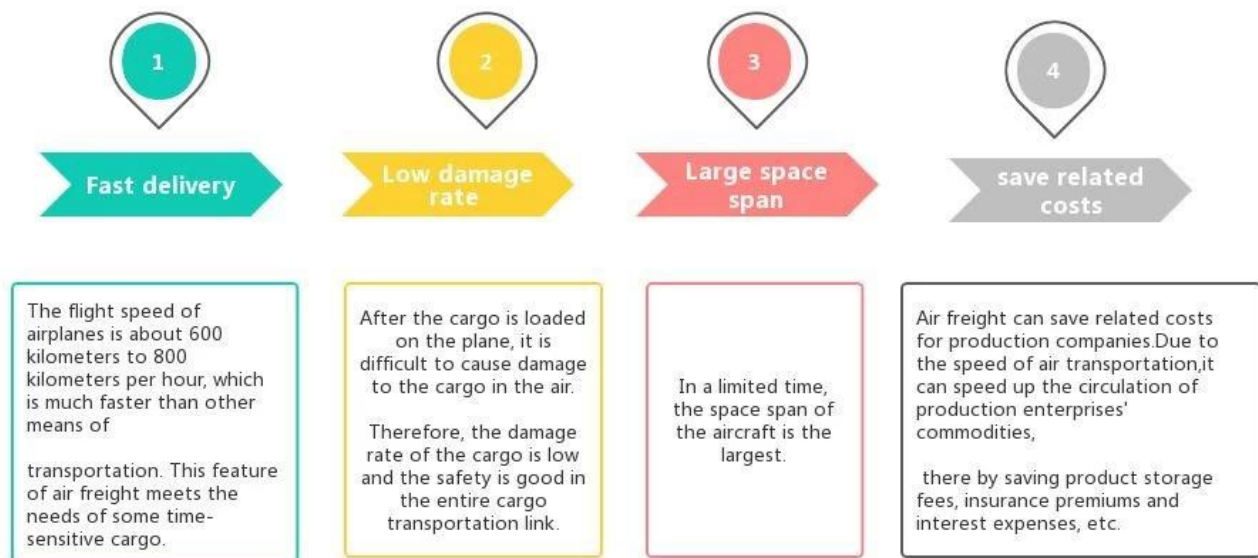 1
Fast delivery
The flight speed of
airplanes is about 600
kilometers to 800
kilometers per hour, which
is much faster than other
means of
transportation. This feature
of air freight meets the
needs of some time-
sensitive cargo.
2
Low damage
rate
After the cargo is loaded
on the plane, it is
difficult to cause damage
to the cargo in the air.
Therefore, the damage
rate of the cargo is low
and the safety is good in
the entire cargo
transportation link.
3
Large space
span
In a limited time,
the space span of
the aircraft is the
largest.
4
save related
costs
Air freight can save related costs
for production companies.Due to
the speed of air transportation,it
can speed up the circulation of
production enterprises'
commodities,
there by saving product storage
fees, insurance premiums and
interest expenses, etc.